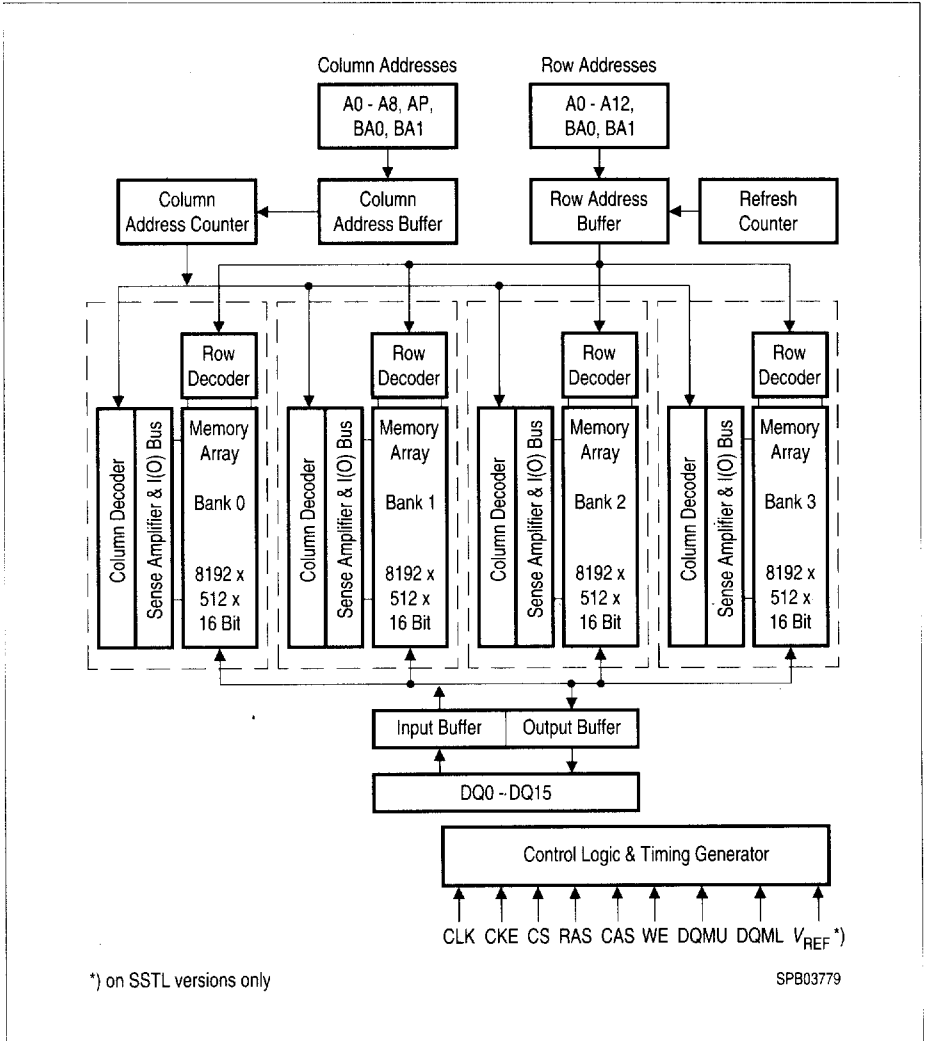 Column Addresses
Row Addresses
A0 - A8, AP,
BA0, BA1
A0 - A12,
BA0, BA1
Column
Address Counter
Column
Address Buffer
Row Address
Buffer
Refresh
Counter
Row
Decoder
Row
Decoder
Row
Decoder
Row
Decoder
Column Decoder
Sense Amplifier & I(O) Bus
Memory
Array
Bank 0
8192 x
512 x
16 Bit
Column Decoder
Sense Amplifier & I(O) Bus
Memory
Array
Bank 1
8192 x
512 x
16 Bit
Column Decoder
Sense Amplifier & I(O) Bus
Memory
Array
Bank 2
8192 x
512 x
16 Bit
Column Decoder
Sense Amplifier & I(O) Bus
Memory
Array
Bank 3
8192 x
512 x
16 Bit
Input Buffer
Output Buffer
DQ0 - DQ15
Control Logic & Timing Generator
CLK CKE CS RAS CAS WE DQMU DQML VREF *)
*) on SSTL versions only
SPB03779